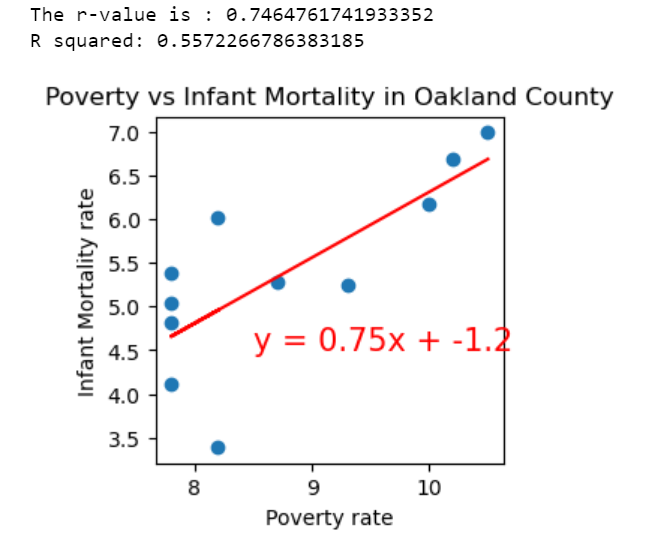 The r-value is : 0.7464761741933352
R squared: 0.5572266786383185
Poverty vs Infant Mortality in Oakland County
7.0
6.5
6.0
5.5
5.0
4.5
4.0
3.5
Infant Mortality rate
y = 0.75x + -1.2
8 9 10
Poverty rate